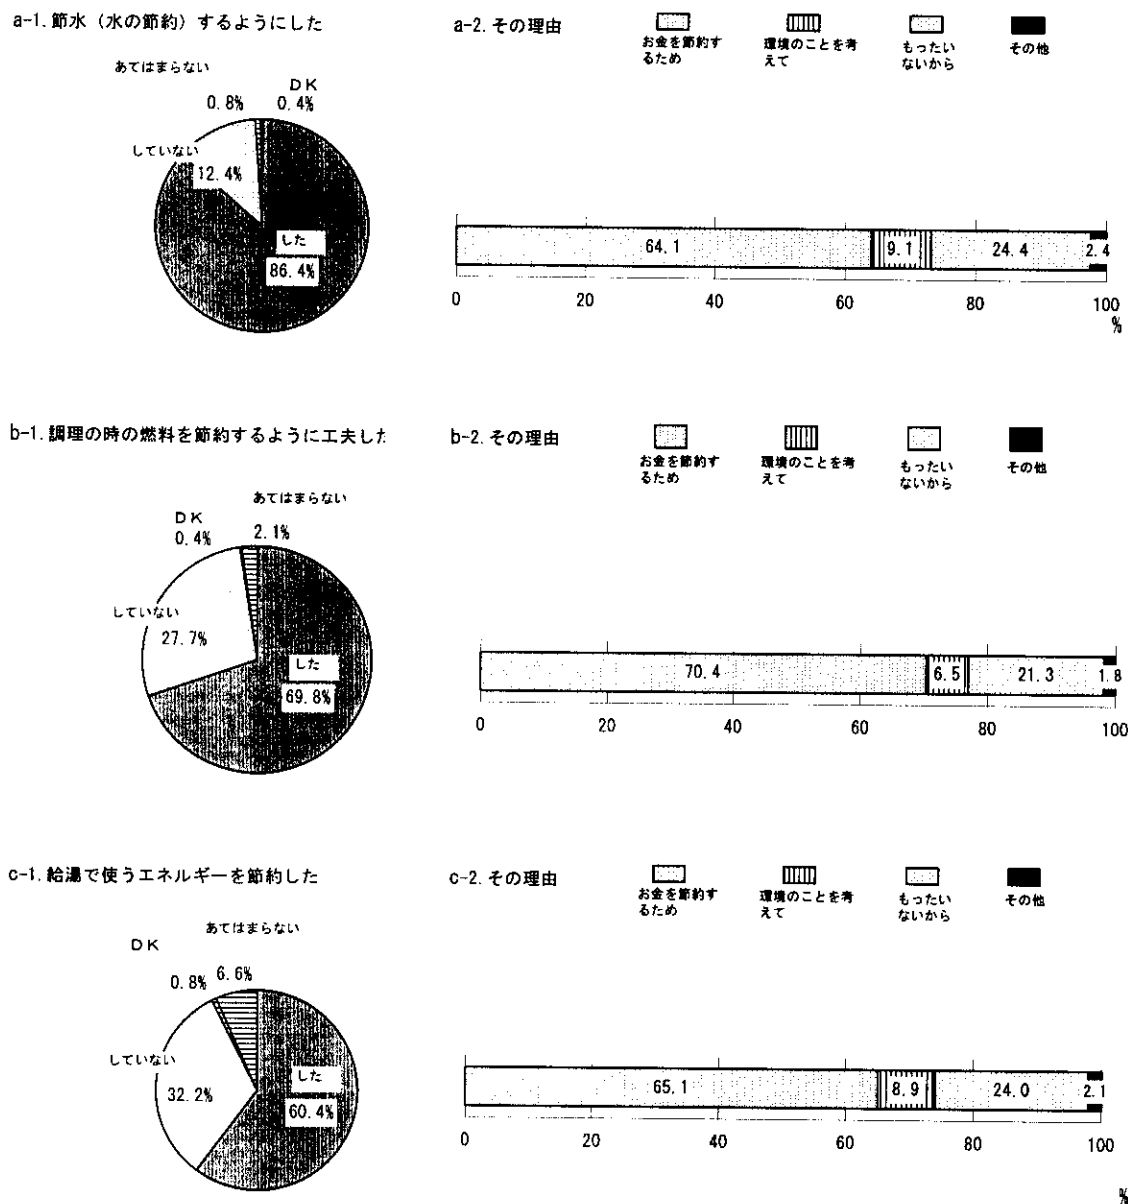 a-1.節水（水の節約）するようにした
あてはまらない
DK
0.8%
0.4%
していない
12.4%
した
86.4%
a-2.その理由
お金を節約す
るため
環境のことを考
えて
もったい
ないから
その他
64.1
9.1
24.4
2.4
0
20
40
60
80
100
%
b-1.調理の時の燃料を節約するように工夫した
あてはまらない
DK
0.4%
2.1%
していない
27.7%
した
69.8%
b-2.その理由
お金を節約す
るため
環境のことを考
えて
もったい
ないから
その他
70.4
6.5
21.3
1.8
0
20
40
60
80
100
c-1.給湯で使うエネルギーを節約した
あてはまらない
DK
0.8%
6.6%
していない
32.2%
した
60.4%
c-2.その理由
お金を節約す
るため
環境のことを考
えて
もったい
ないから
その他
65.1
8.9
24.0
2.1
0
20
40
60
80
100
%